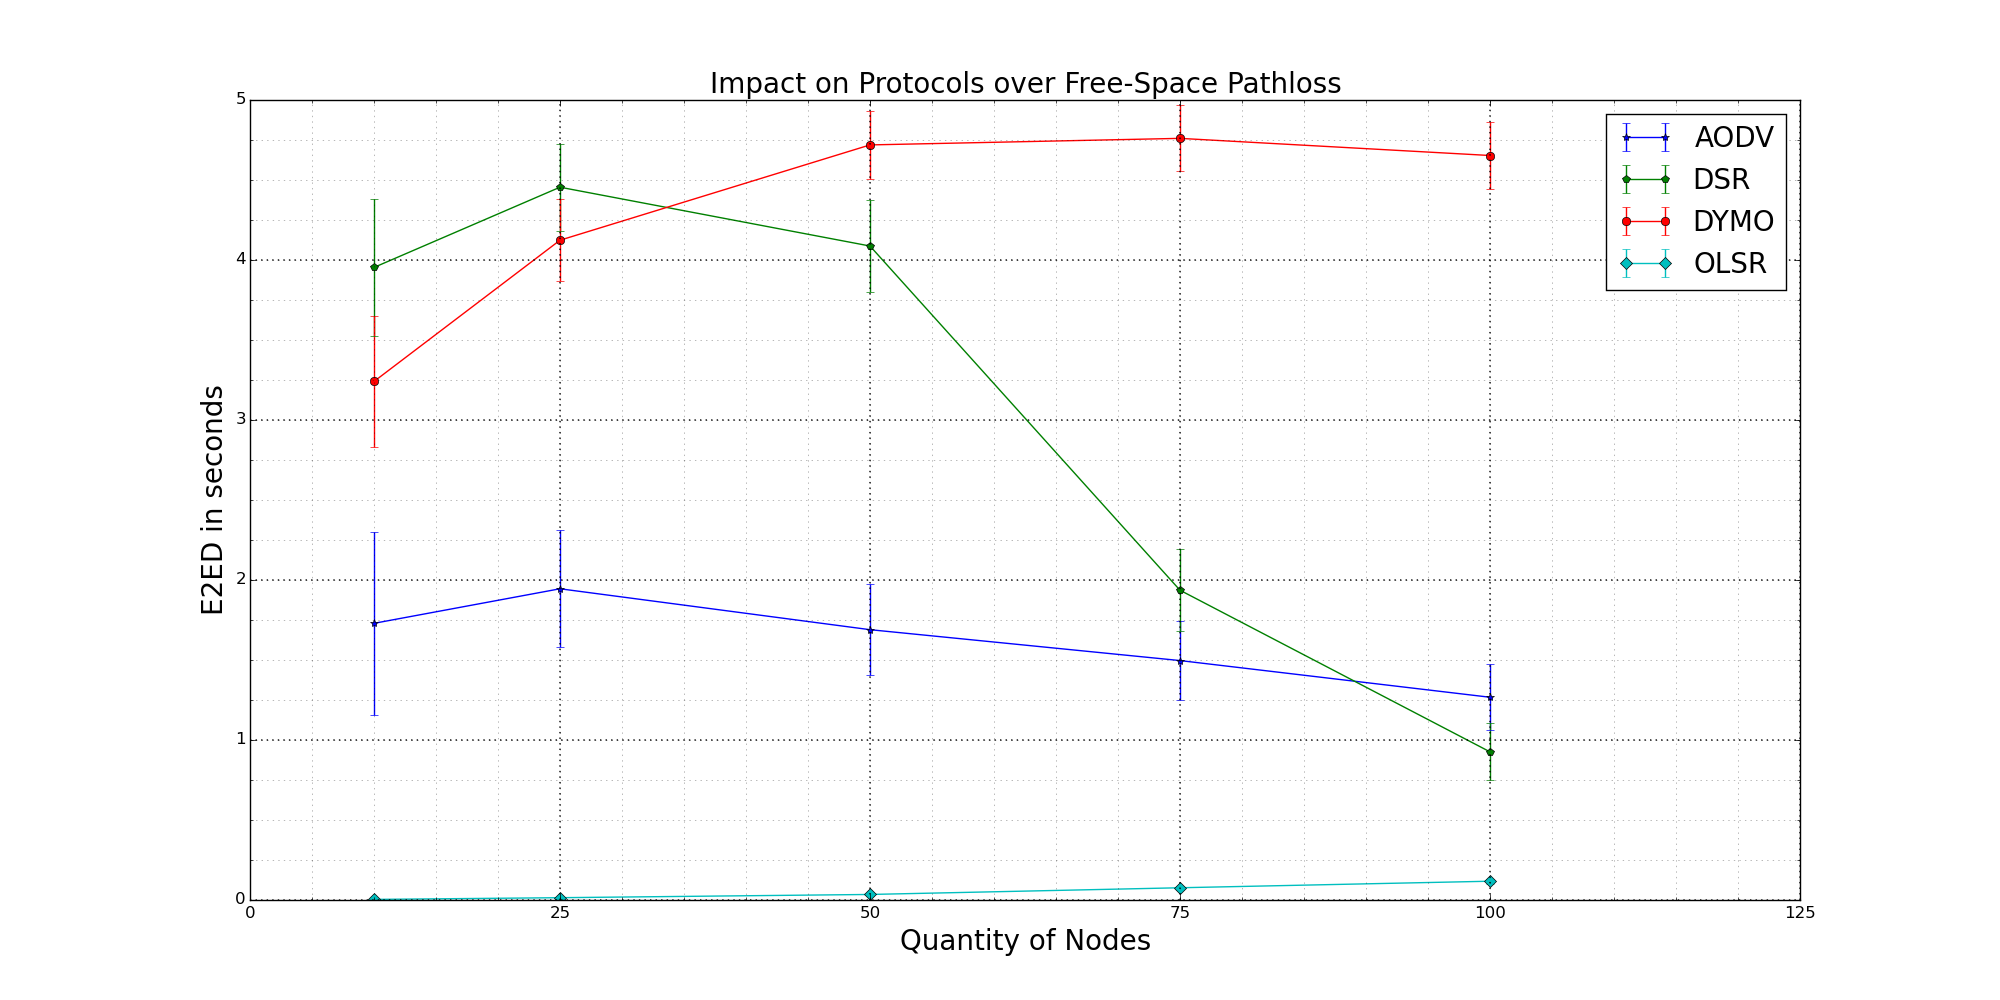 Impact on Protocols over Free-Space Pathloss
5
4
3
2
1
0
E2ED in seconds
AODV
DSR
DYMO
OLSR
0 25 50 75 100 125
Quantity of Nodes